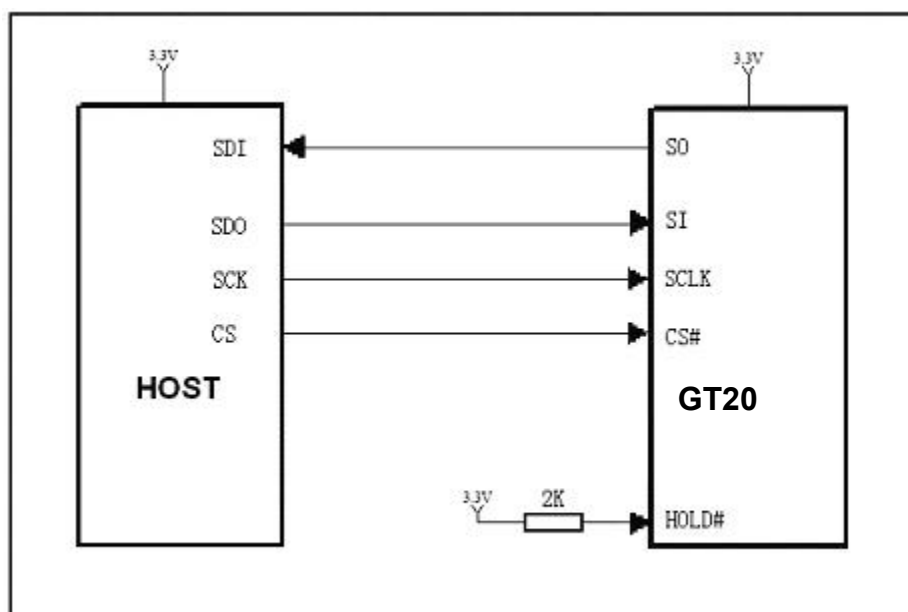 3.3V
3.3V
SDI
SO
SDO
SI
SCK
SCLK
CS
CS#
HOST
GT20
3.3V
2K
HOLD#